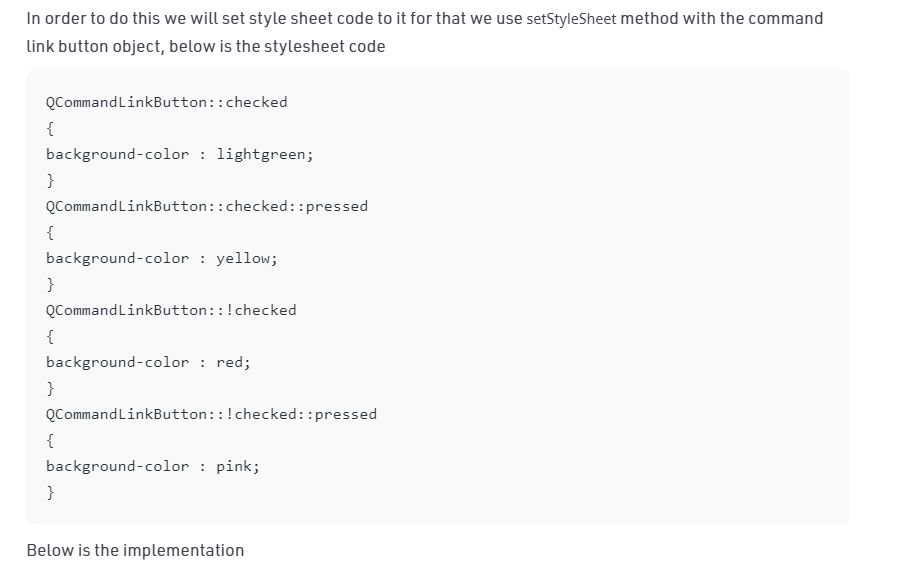 In order to do this we will set style sheet code to it for that we use setStyleSheet method with the command
link button object, below is the stylesheet code
QCommandLinkButton::checked
{
background-color : lightgreen;
}
QCommandLinkButton::checked::pressed
{
background-color : yellow;
}
QCommandLinkButton::!checked
{
background-color : red;
}
QCommandLinkButton::!checked::pressed
{
background-color : pink;
}
Below is the implementation